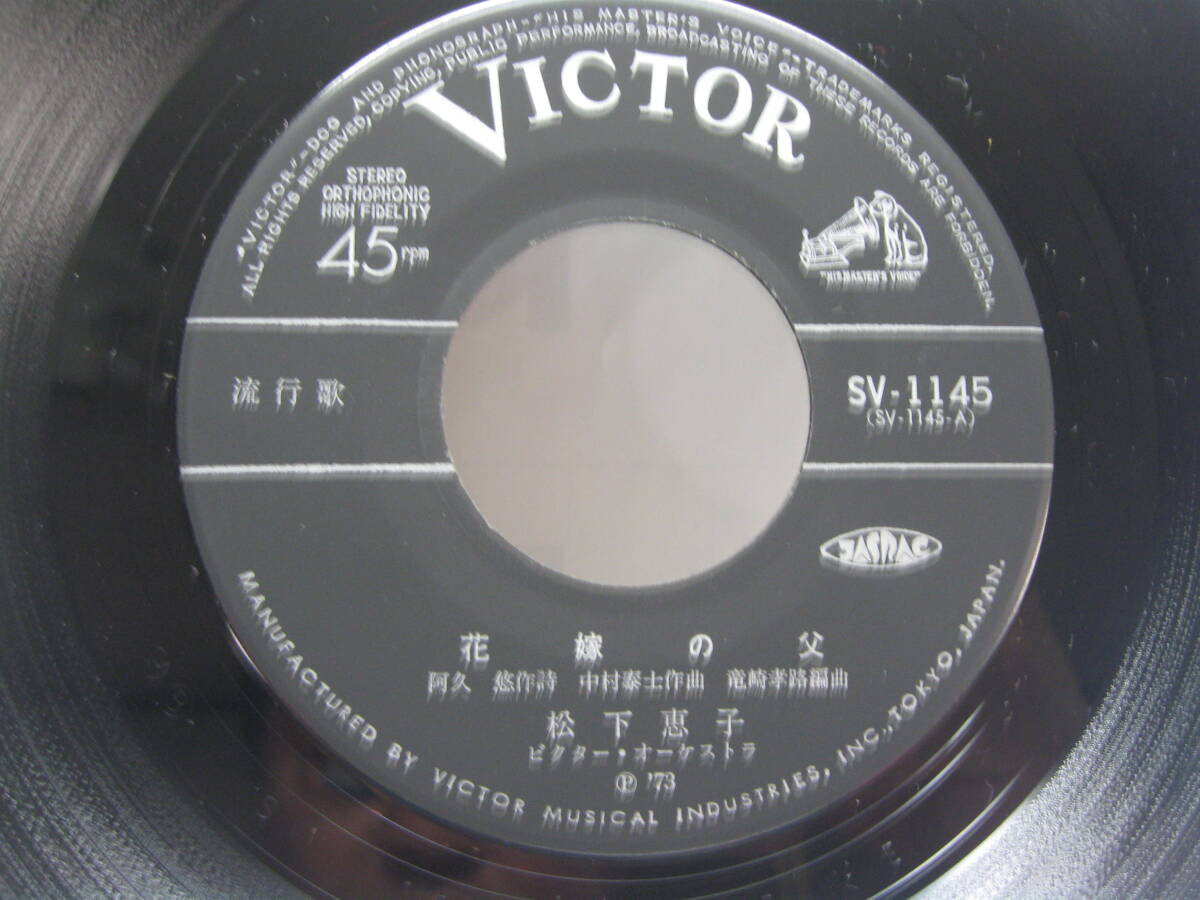 "VICTOR"–DOG AND PHONOGRAPH–"HIS MASTER'S VOICE"–TRADEMARKS REGISTERED.
ALL RIGHTS RESERVED, COPYING, PUBLIC PERFORMANCE, BROADCASTING OF THESE RECORDS ARE FORBIDDEN.
VICTOR
STEREO
ORTHOPHONIC
HIGH FIDELITY
45 rpm
"HIS MASTER'S VOICE"
流行歌
SV-1145
(SV-1145-A)
JASRAC
花嫁の父
阿久 悠作詩 中村泰士作曲 竜崎孝路編曲
松下恵子
ビクター・オーケストラ
Ⓟ '73
MANUFACTURED BY VICTOR MUSICAL INDUSTRIES, INC., TOKYO, JAPAN.